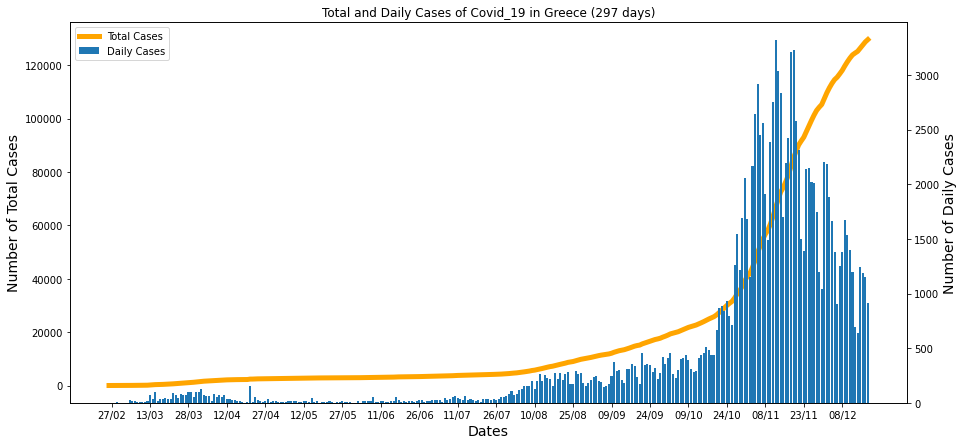 Total and Daily Cases of Covid_19 in Greece (297 days)
Total Cases
Daily Cases
Number of Total Cases
120000
100000
80000
60000
40000
20000
0
Number of Daily Cases
3000
2500
2000
1500
1000
500
0
27/02 13/03 28/03 12/04 27/04 12/05 27/05 11/06 26/06 11/07 26/07 10/08 25/08 09/09 24/09 09/10 24/10 08/11 23/11 08/12
Dates